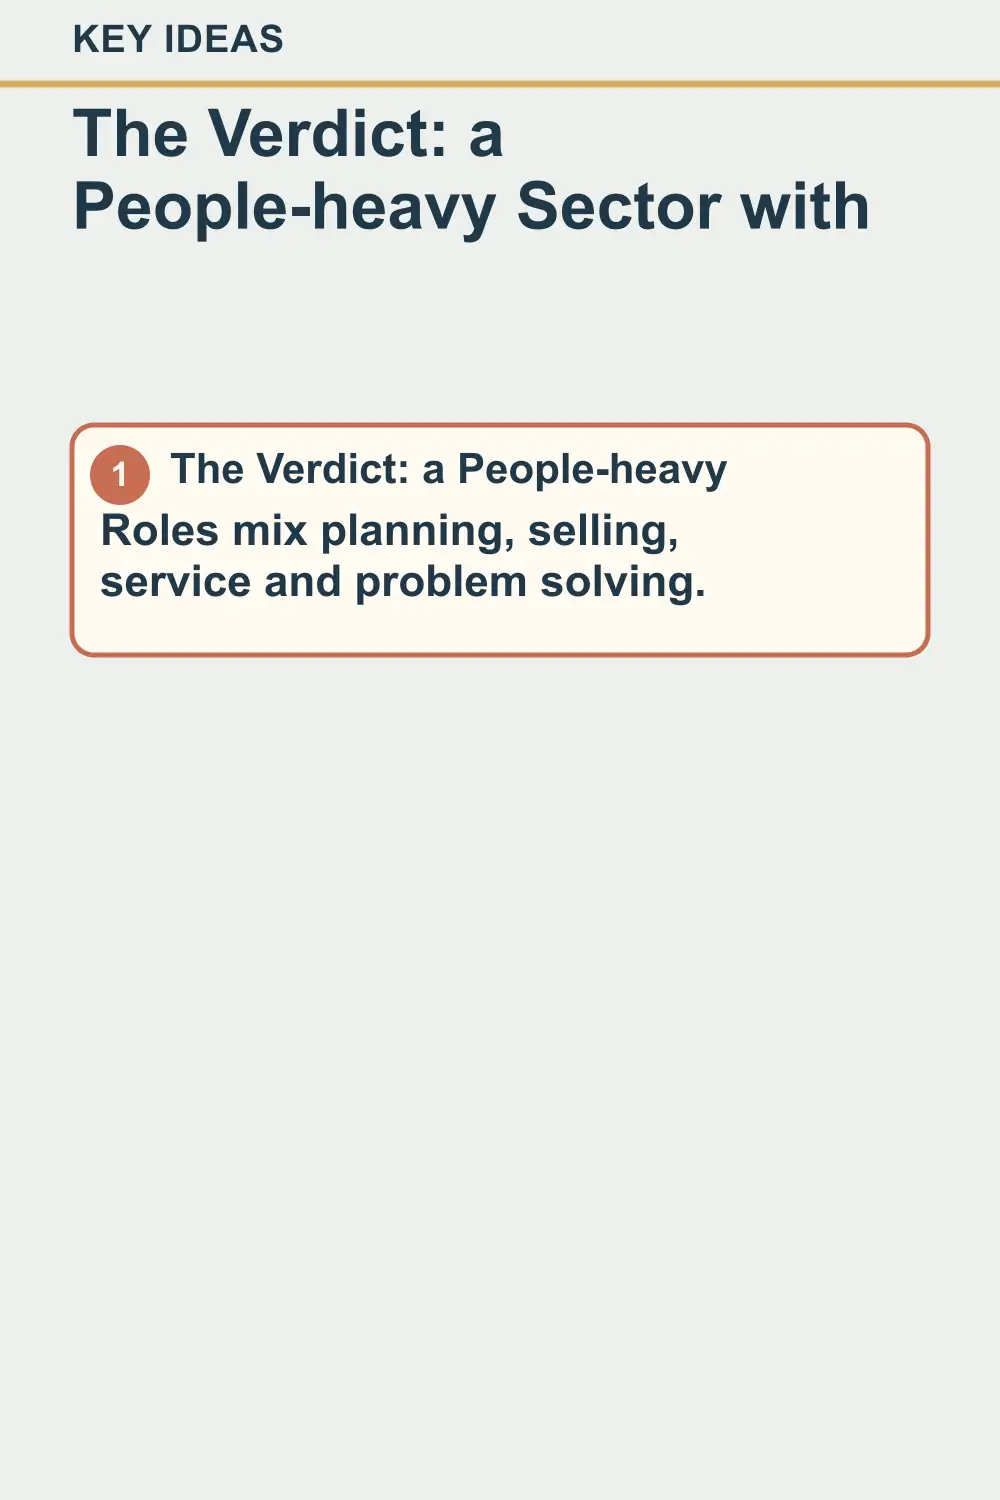 KEY IDEAS
The Verdict: a
People-heavy Sector with
1 The Verdict: a People-heavy
Roles mix planning, selling,
service and problem solving.